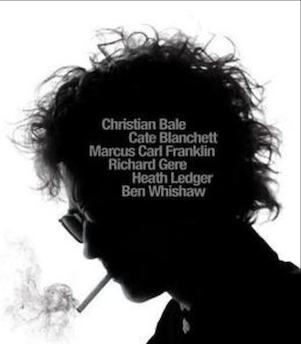 Christian Bale
Cate Blanchett
Marcus Carl Franklin
Richard Gere
Heath Ledger
Ben Whishaw